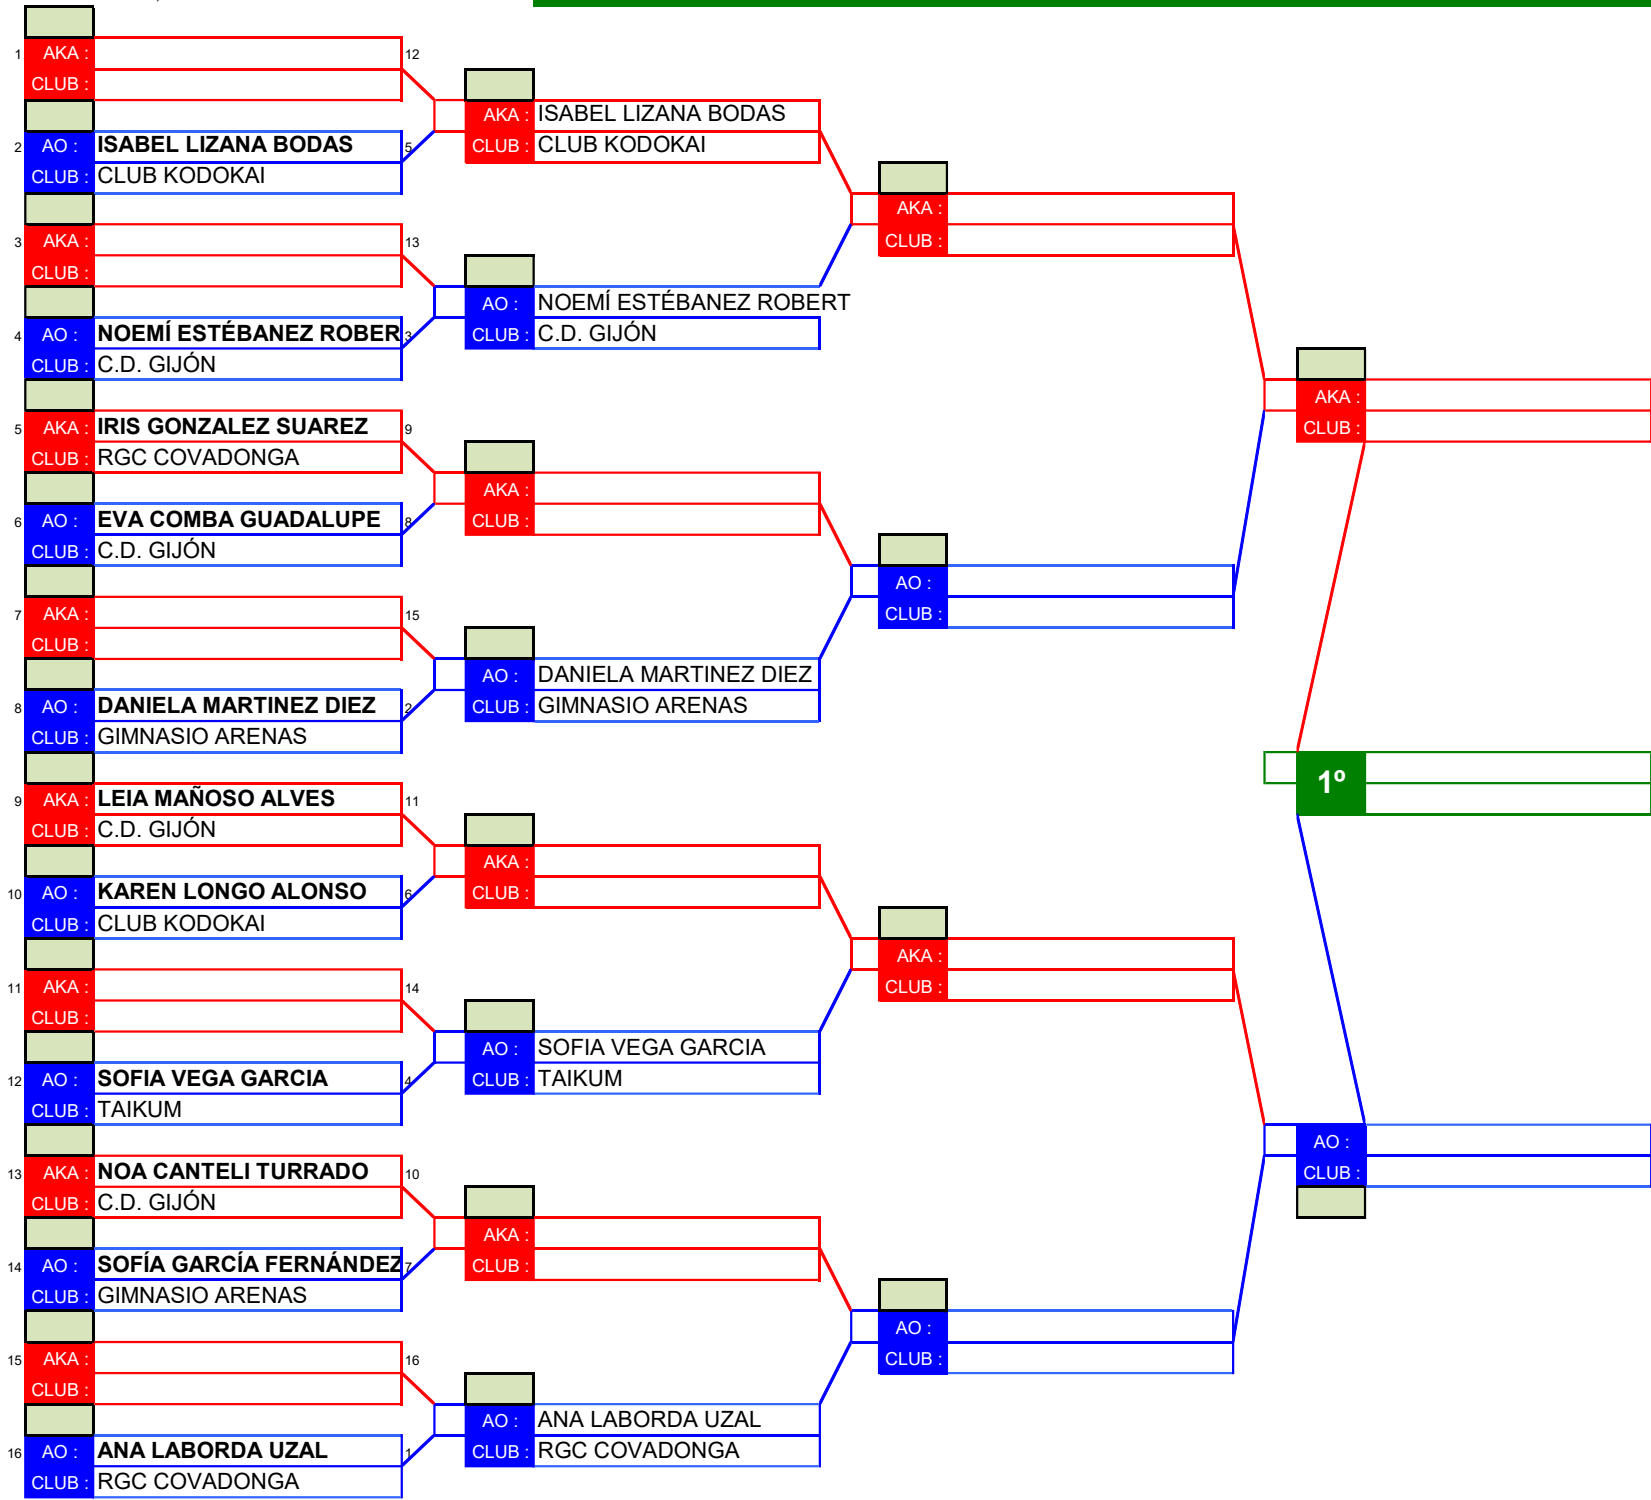 1 AKA : 12
CLUB :
2 AO : ISABEL LIZANA BODAS 5
CLUB : CLUB KODOKAI
3 AKA : 13
CLUB :
4 AO : NOEMÍ ESTÉBANEZ ROBER 3
CLUB : C.D. GIJÓN
5 AKA : IRIS GONZALEZ SUAREZ 9
CLUB : RGC COVADONGA
6 AO : EVA COMBA GUADALUPE 8
CLUB : C.D. GIJÓN
7 AKA : 15
CLUB :
8 AO : DANIELA MARTINEZ DIEZ 2
CLUB : GIMNASIO ARENAS
9 AKA : LEIA MAÑOSO ALVES 11
CLUB : C.D. GIJÓN
10 AO : KAREN LONGO ALONSO 6
CLUB : CLUB KODOKAI
11 AKA : 14
CLUB :
12 AO : SOFIA VEGA GARCIA 4
CLUB : TAIKUM
13 AKA : NOA CANTELI TURRADO 10
CLUB : C.D. GIJÓN
14 AO : SOFÍA GARCÍA FERNÁNDEZ 7
CLUB : GIMNASIO ARENAS
15 AKA : 16
CLUB :
16 AO : ANA LABORDA UZAL 1
CLUB : RGC COVADONGA
AKA : ISABEL LIZANA BODAS
CLUB : CLUB KODOKAI
AO : NOEMÍ ESTÉBANEZ ROBERT
CLUB : C.D. GIJÓN
AKA :
CLUB :
AO : DANIELA MARTINEZ DIEZ
CLUB : GIMNASIO ARENAS
AKA :
CLUB :
AO : SOFIA VEGA GARCIA
CLUB : TAIKUM
AKA :
CLUB :
AO : ANA LABORDA UZAL
CLUB : RGC COVADONGA
AKA :
CLUB :
AO :
CLUB :
AKA :
CLUB :
AO :
CLUB :
AKA :
CLUB :
1º
AO :
CLUB :